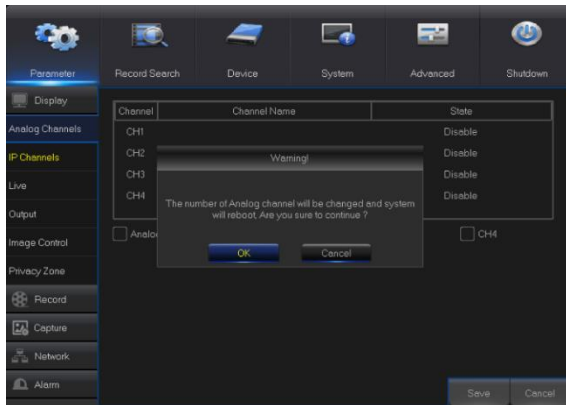 Parameter
Record Search
Device
System
Advanced
Shutdown
Display
Analog Channels
IP Channels
Live
Output
Image Control
Privacy Zone
Record
Capture
Network
Alarm
Channel Channel Name State
CH1 Disable
CH2 Disable
CH3 Disable
CH4 Disable
Warning!
The number of Analog channel will be changed and system
will reboot, Are you sure to continue ?
OK Cancel
Analo
CH4
Save Cancel